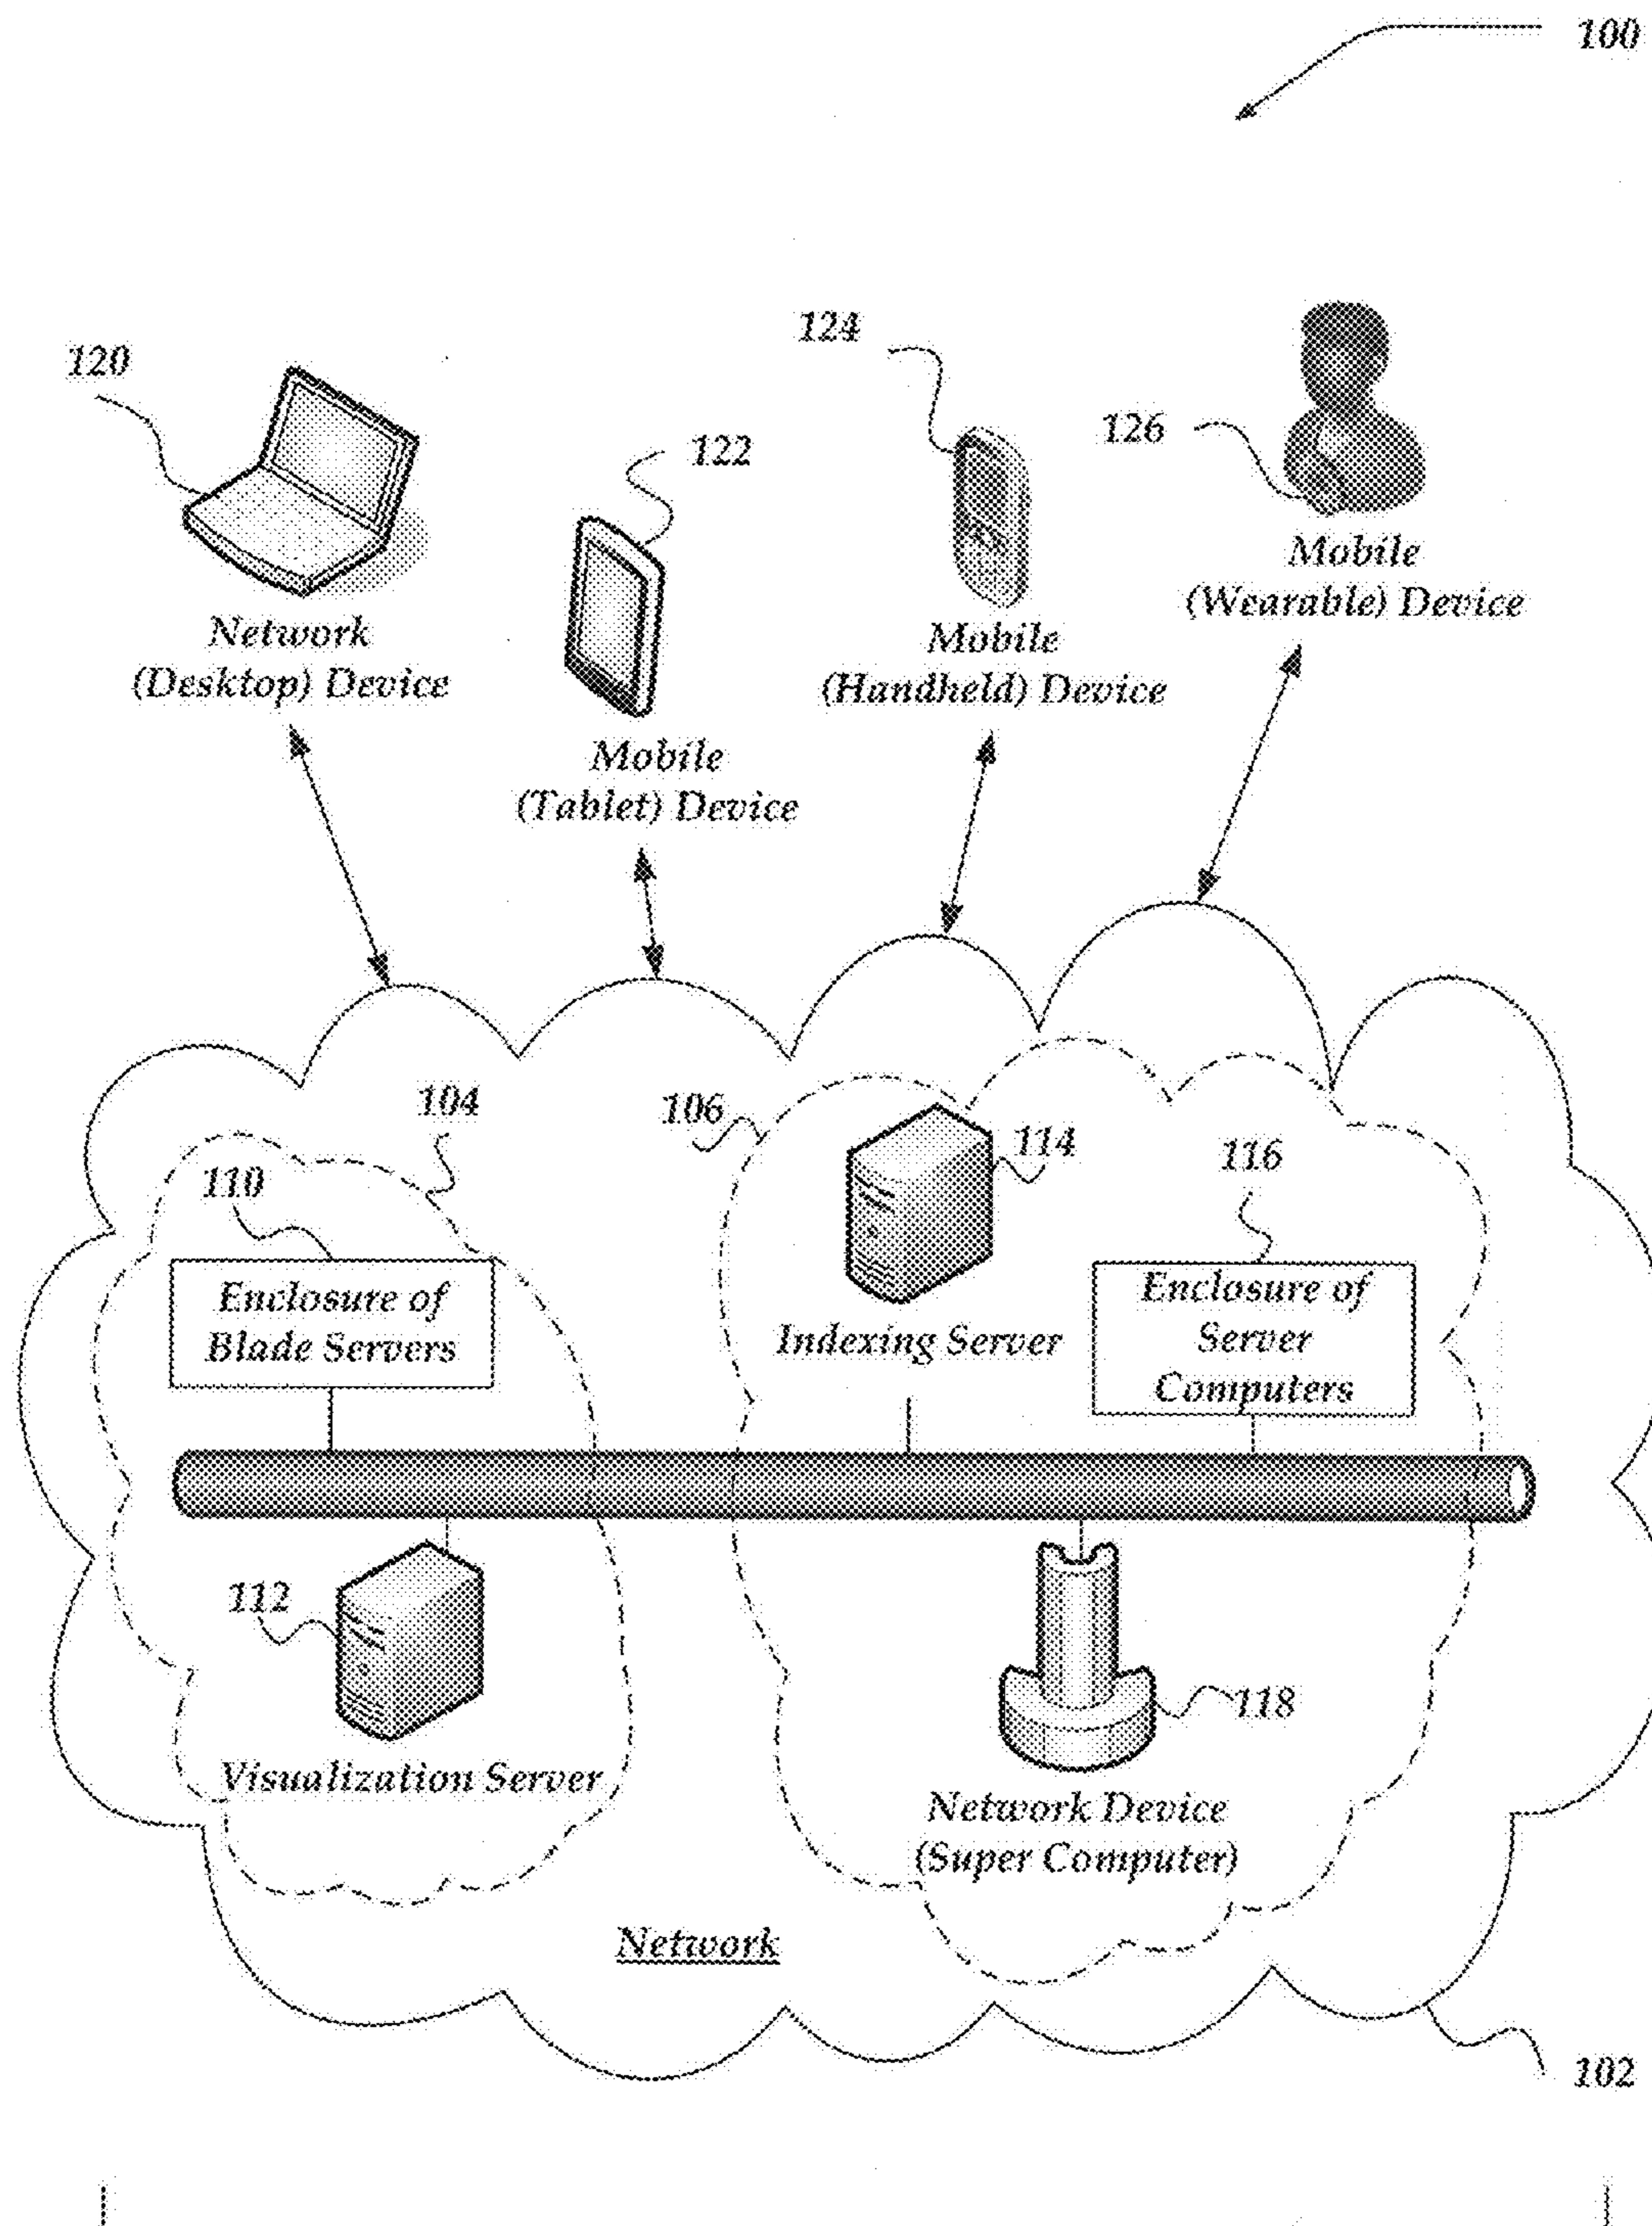 100
120
124
126
122
Mobile
(Wearable) Device
Network
(Desktop) Device
Mobile
(Handheld) Device
Mobile
(Tablet) Device
104
106
114
116
110
Enclosure of
Blade Servers
Indexing Server
Enclosure of
Server
Computers
112
Visualization Server
118
Network Device
(Super Computer)
Network
102